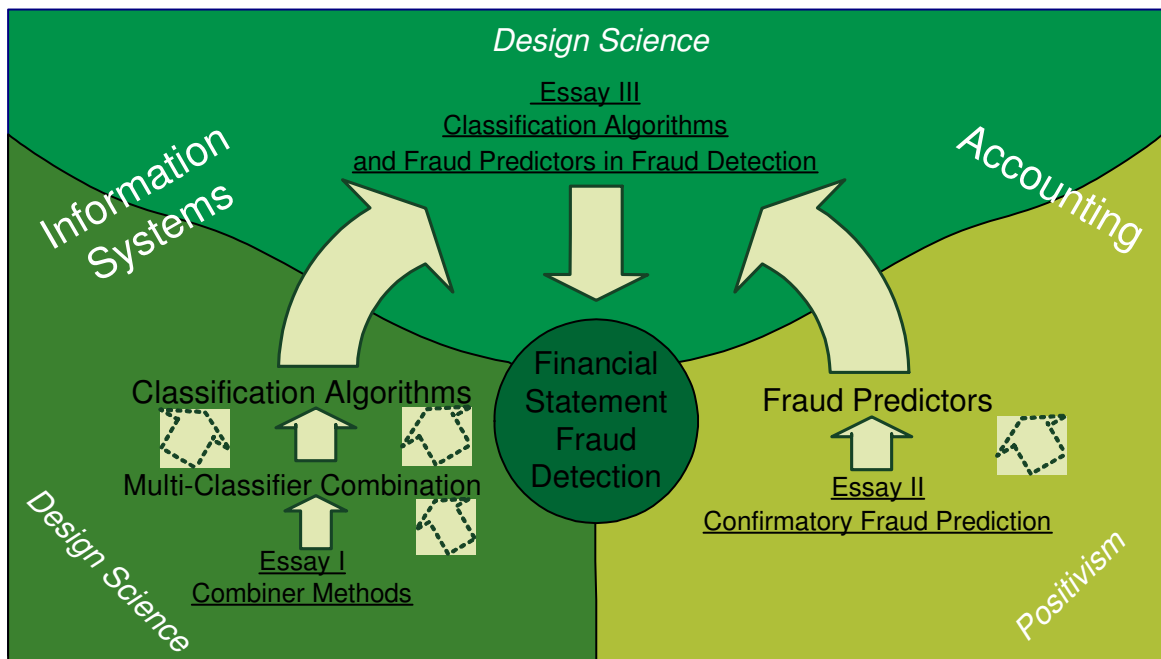 Design Science
Essay III
Classification Algorithms
and Fraud Predictors in Fraud Detection
Information
Systems
Accounting
Financial
Statement
Fraud
Detection
Classification Algorithms
Multi-Classifier Combination
Essay I
Combiner Methods
Design Science
Fraud Predictors
Essay II
Confirmatory Fraud Prediction
Positivism